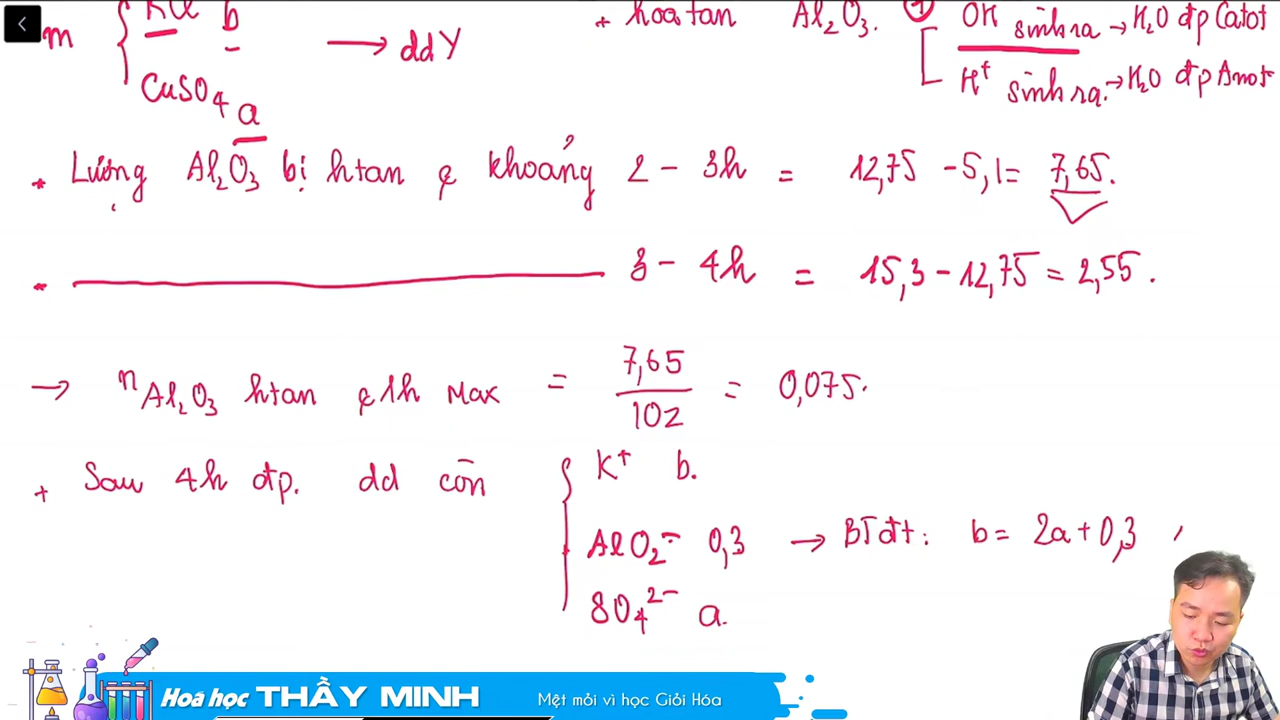 m { KCl b
CuSO4 a
→ ddY
+ hoà tan Al2O3. OH⁻ sinh ra → H2O đp Catot
H⁺ sinh ra. → H2O đp Anot
* Lượng Al2O3 bị htan ę khoảng 2 - 3h = 12,75 - 5,1 = 7,65.
* 3 - 4h = 15,3 - 12,75 = 2,55.
→ nAl2O3 htan ę 1h Max = 7,65 / 102 = 0,075.
+ Sau 4h đp. dd còn { K⁺ b.
AlO2⁻ 0,3 → BTđt: b = 2a + 0,3
SO4²⁻ a.
Hoá học THẦY MINH Mệt mỏi vì học Giỏi Hóa